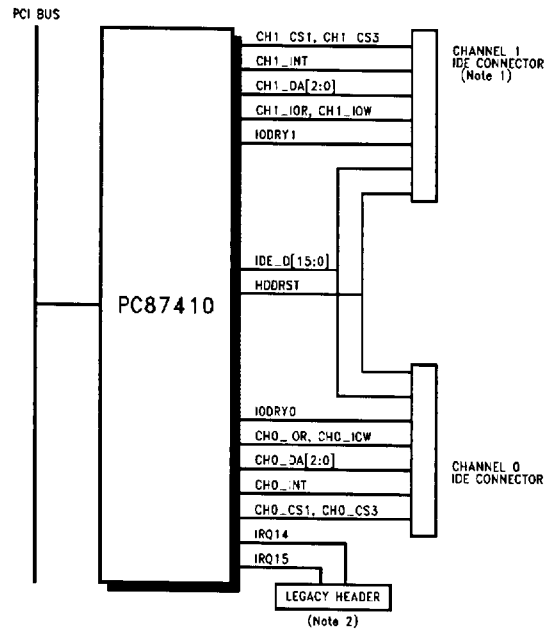 PCI BUS
CH1_CS1, CH1_CS3
CH1_INT
CH1_DA[2:0]
CH1_IOR, CH1_IOW
IODRY1
CHANNEL 1
IDE CONNECTOR
(Note 1)
IDE_D[15:0]
HDDRST
PC87410
IODRY0
CH0_IOR, CH0_IOW
CH0_DA[2:0]
CH0_INT
CH0_CS1, CH0_CS3
CHANNEL 0
IDE CONNECTOR
IRQ14
IRQ15
LEGACY HEADER
(Note 2)